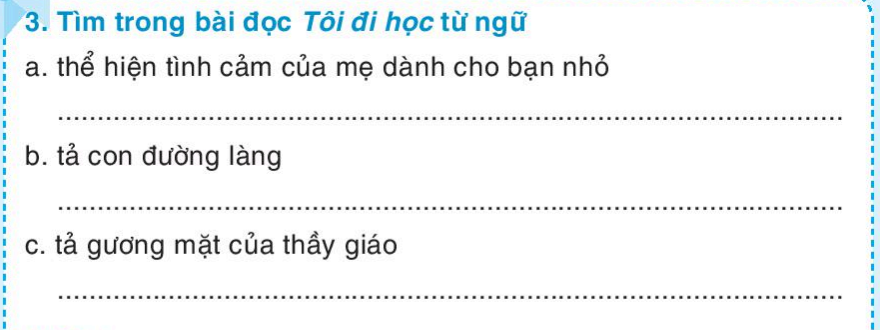 3. Tìm trong bài đọc Tôi đi học từ ngữ
a. thể hiện tình cảm của mẹ dành cho bạn nhỏ
................................................................................
b. tả con đường làng
................................................................................
c. tả gương mặt của thầy giáo
................................................................................